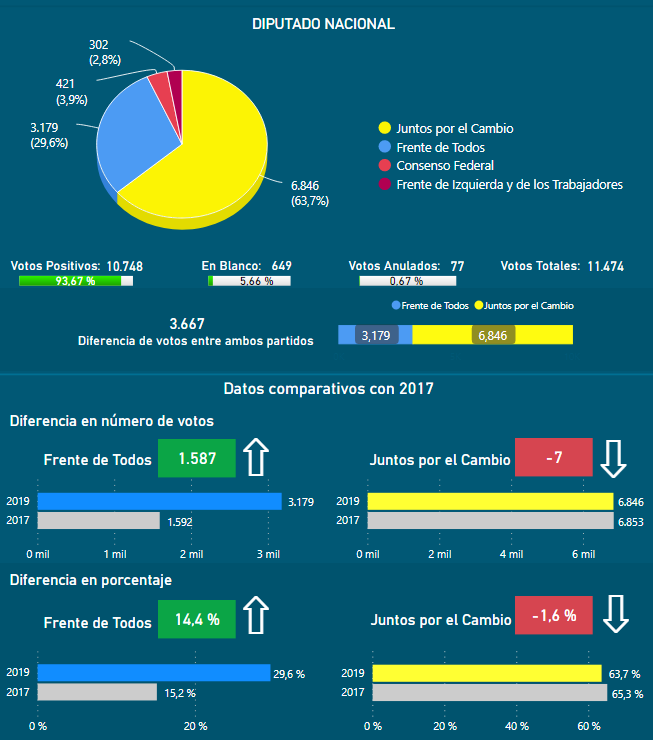 DIPUTADO NACIONAL
302
(2,8%)
421
(3,9%)
3.179
(29,6%)
6.846
(63,7%)
Juntos por el Cambio
Frente de Todos
Consenso Federal
Frente de Izquierda y de los Trabajadores
Votos Positivos: 10.748
93,67 %
En Blanco: 649
5.66 %
Votos Anulados: 77
0.67 %
Votos Totales: 11.474
Frente de Todos Juntos por el Cambio
3.667
Diferencia de votos entre ambos partidos
3,179 6,846
Datos comparativos con 2017
Diferencia en número de votos
Frente de Todos 1.587
2019 3.179
2017 1.592
0 mil 1 mil 2 mil 3 mil
Juntos por el Cambio -7
2019 6.846
2017 6.853
0 mil 2 mil 4 mil 6 mil
Diferencia en porcentaje
Frente de Todos 14,4 %
2019 29,6 %
2017 15,2 %
0 % 20 %
Juntos por el Cambio -1,6 %
2019 63,7 %
2017 65,3 %
0 % 20 % 40 % 60 %